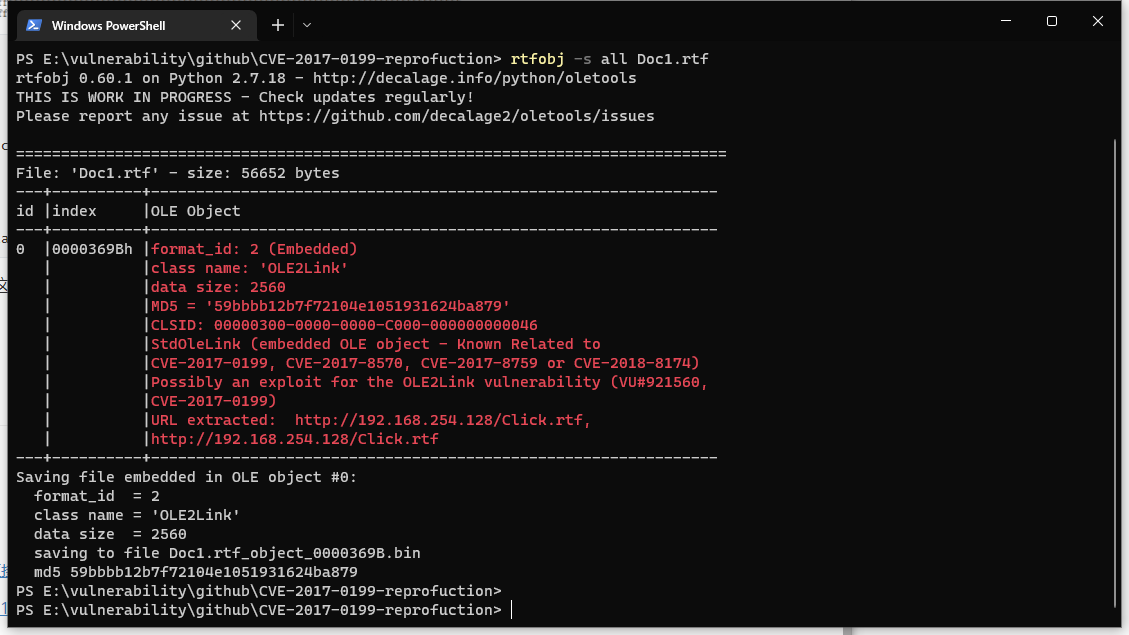 Windows PowerShell
PS E:\vulnerability\github\CVE-2017-0199-reprofuction> rtfobj -s all Doc1.rtf
rtfobj 0.60.1 on Python 2.7.18 - http://decalage.info/python/oletools
THIS IS WORK IN PROGRESS - Check updates regularly!
Please report any issue at https://github.com/decalage2/oletools/issues
===============================================================================
File: 'Doc1.rtf' - size: 56652 bytes
---+----------+---------------------------------------------------------------
id |index     |OLE Object
---+----------+---------------------------------------------------------------
0  |0000369Bh |format_id: 2 (Embedded)
   |          |class name: 'OLE2Link'
   |          |data size: 2560
   |          |MD5 = '59bbbb12b7f72104e1051931624ba879'
   |          |CLSID: 00000300-0000-0000-C000-000000000046
   |          |StdOleLink (embedded OLE object - Known Related to
   |          |CVE-2017-0199, CVE-2017-8570, CVE-2017-8759 or CVE-2018-8174)
   |          |Possibly an exploit for the OLE2Link vulnerability (VU#921560,
   |          |CVE-2017-0199)
   |          |URL extracted:  http://192.168.254.128/Click.rtf,
   |          |http://192.168.254.128/Click.rtf
---+----------+---------------------------------------------------------------
Saving file embedded in OLE object #0:
  format_id  = 2
  class name = 'OLE2Link'
  data size  = 2560
  saving to file Doc1.rtf_object_0000369B.bin
  md5 59bbbb12b7f72104e1051931624ba879
PS E:\vulnerability\github\CVE-2017-0199-reprofuction>
PS E:\vulnerability\github\CVE-2017-0199-reprofuction>